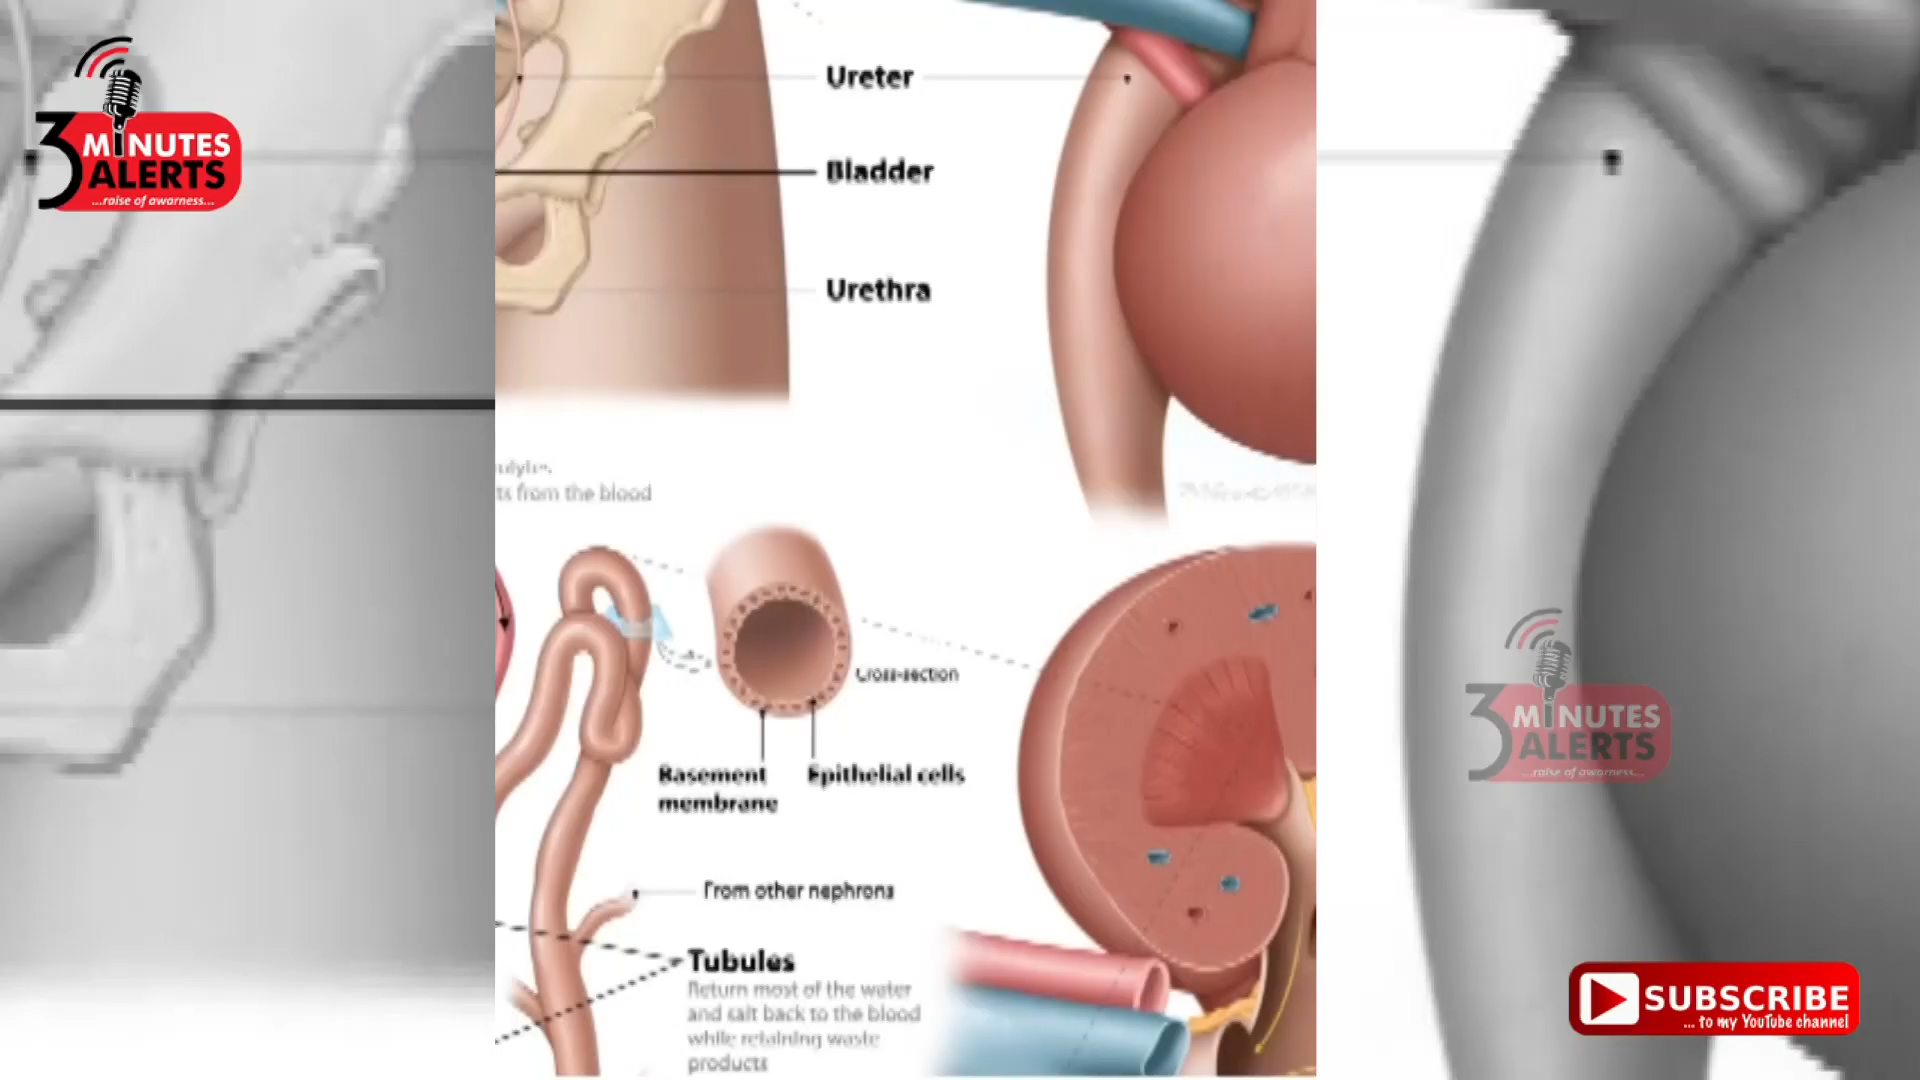 3 MINUTES
ALERTS
...raise of awarness...
Ureter
Bladder
Urethra
ts from the blood
Cross-section
Basement
membrane
Epithelial cells
From other nephrons
Tubules
Return most of the water
and salt back to the blood
while retaining waste
products
3 MINUTES
ALERTS
...raise of awarness...
SUBSCRIBE
... to my YouTube channel